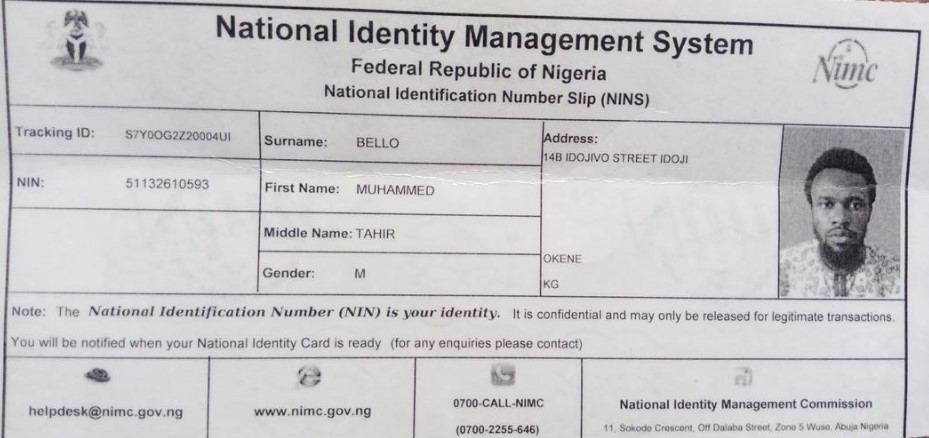 National Identity Management System
Federal Republic of Nigeria
National Identification Number Slip (NINS)
Nimc
Tracking ID: S7Y0OG2Z20004UI
Surname: BELLO
Address:
14B IDOJIVO STREET IDOJI
NIN: 51132610593
First Name: MUHAMMED
Middle Name: TAHIR
OKENE
Gender: M
KG
Note: The National Identification Number (NIN) is your identity. It is confidential and may only be released for legitimate transactions.
You will be notified when your National Identity Card is ready (for any enquiries please contact)
helpdesk@nimc.gov.ng
www.nimc.gov.ng
0700-CALL-NIMC
(0700-2255-646)
National Identity Management Commission
11, Sokode Crescent, Off Dalaba Street, Zone 5 Wuse, Abuja Nigeria